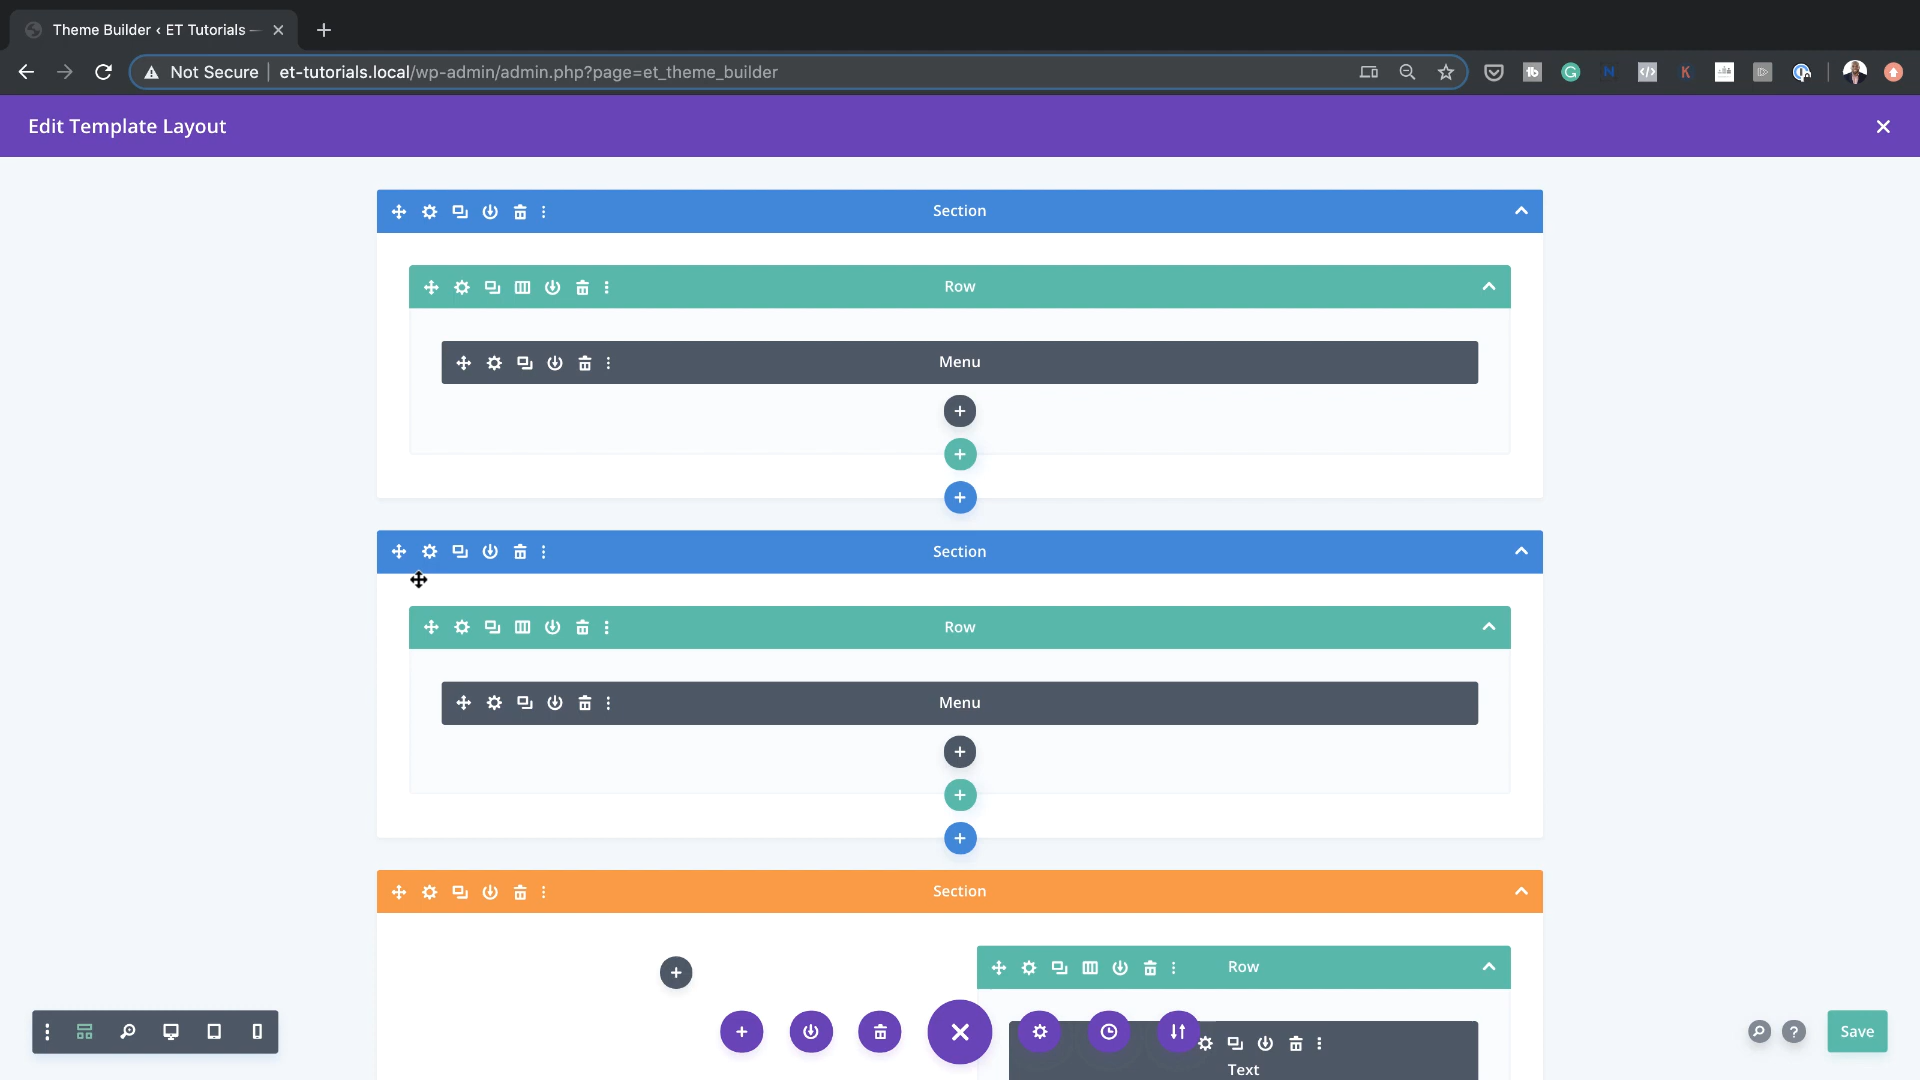 Theme Builder ‹ ET Tutorials —
Not Secure
et-tutorials.local/wp-admin/admin.php?page=et_theme_builder
Edit Template Layout
Section
Row
Menu
Section
Row
Menu
Section
Row
Text
Save